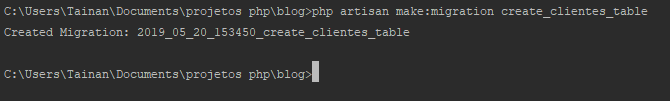 C:\Users\Tainan\Documents\projetos php\blog>php artisan make:migration create_clientes_table
Created Migration: 2019_05_20_153450_create_clientes_table
C:\Users\Tainan\Documents\projetos php\blog>